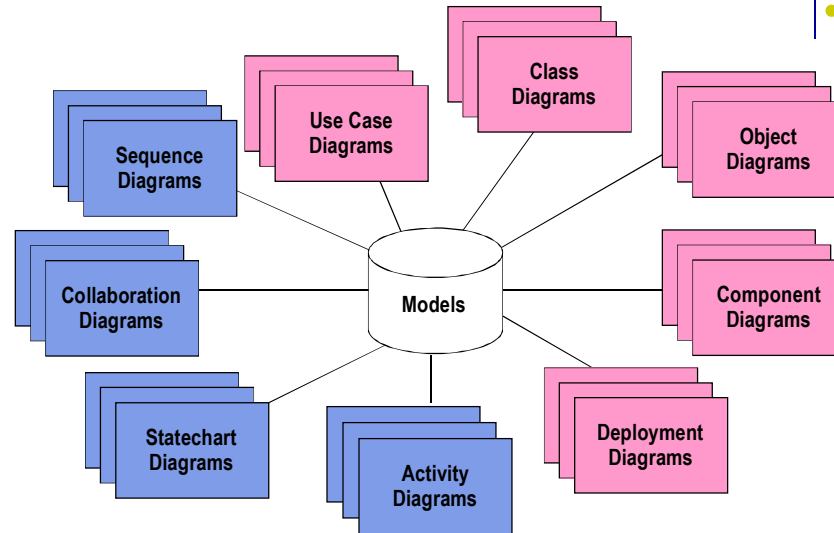 Class
Diagrams
Use Case
Diagrams
Object
Diagrams
Sequence
Diagrams
Collaboration
Diagrams
Models
Component
Diagrams
Statechart
Diagrams
Activity
Diagrams
Deployment
Diagrams